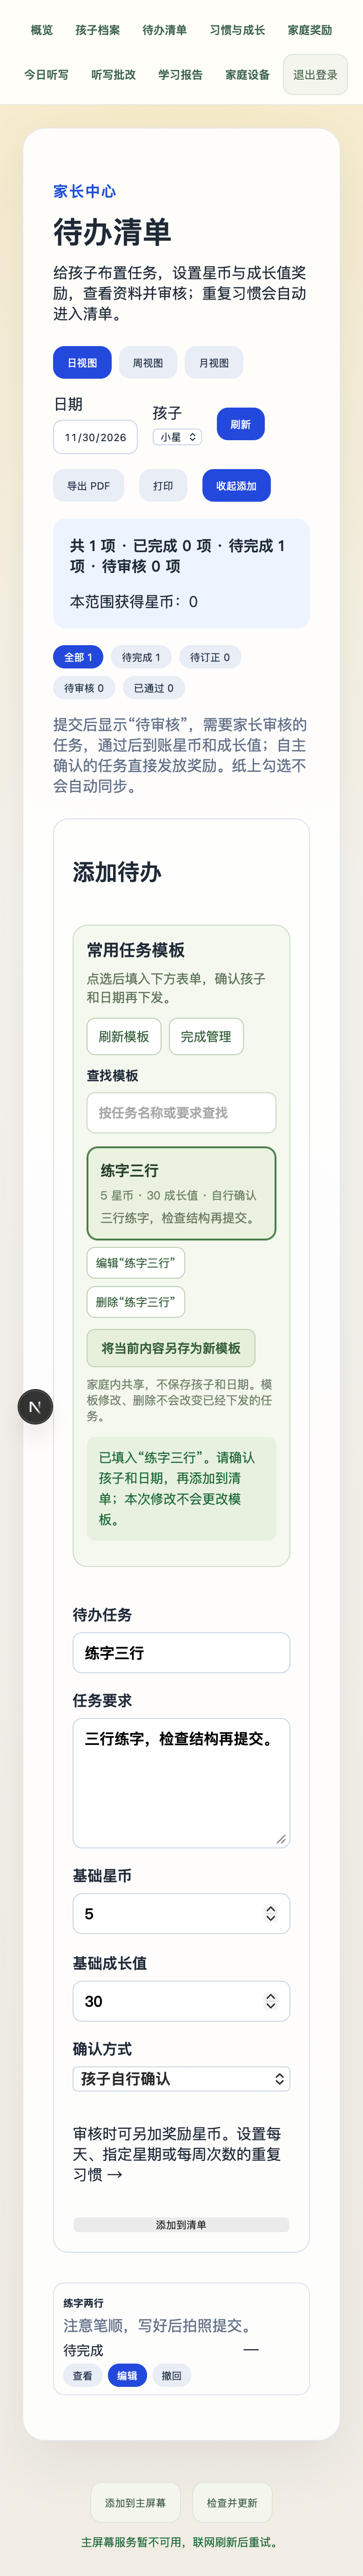 概览 孩子档案 待办清单 习惯与成长 家庭奖励
今日听写 听写批改 学习报告 家庭设备 退出登录
家长中心
待办清单
给孩子布置任务，设置星币与成长值奖
励，查看资料并审核；重复习惯会自动
进入清单。
日视图 周视图 月视图
日期
孩子
11/30/2026
小星
刷新
导出 PDF 打印 收起添加
共 1 项 · 已完成 0 项 · 待完成 1
项 · 待审核 0 项
本范围获得星币：0
全部 1 待完成 1 待订正 0
待审核 0 已通过 0
提交后显示“待审核”，需要家长审核的
任务，通过后到账星币和成长值；自主
确认的任务直接发放奖励。纸上勾选不
会自动同步。
添加待办
常用任务模板
点选后填入下方表单，确认孩子
和日期再下发。
刷新模板 完成管理
查找模板
按任务名称或要求查找
练字三行
5 星币 · 30 成长值 · 自行确认
三行练字，检查结构再提交。
编辑“练字三行”
删除“练字三行”
将当前内容另存为新模板
家庭内共享，不保存孩子和日期。模
板修改、删除不会改变已经下发的任
务。
N
已填入“练字三行”。请确认
孩子和日期，再添加到清
单；本次修改不会更改模
板。
待办任务
练字三行
任务要求
三行练字，检查结构再提交。
基础星币
5
基础成长值
30
确认方式
孩子自行确认
审核时可另加奖励星币。设置每
天、指定星期或每周次数的重复
习惯 →
添加到清单
练字两行
注意笔顺，写好后拍照提交。
待完成 —
查看 编辑 撤回
添加到主屏幕 检查并更新
主屏幕服务暂不可用，联网刷新后重试。